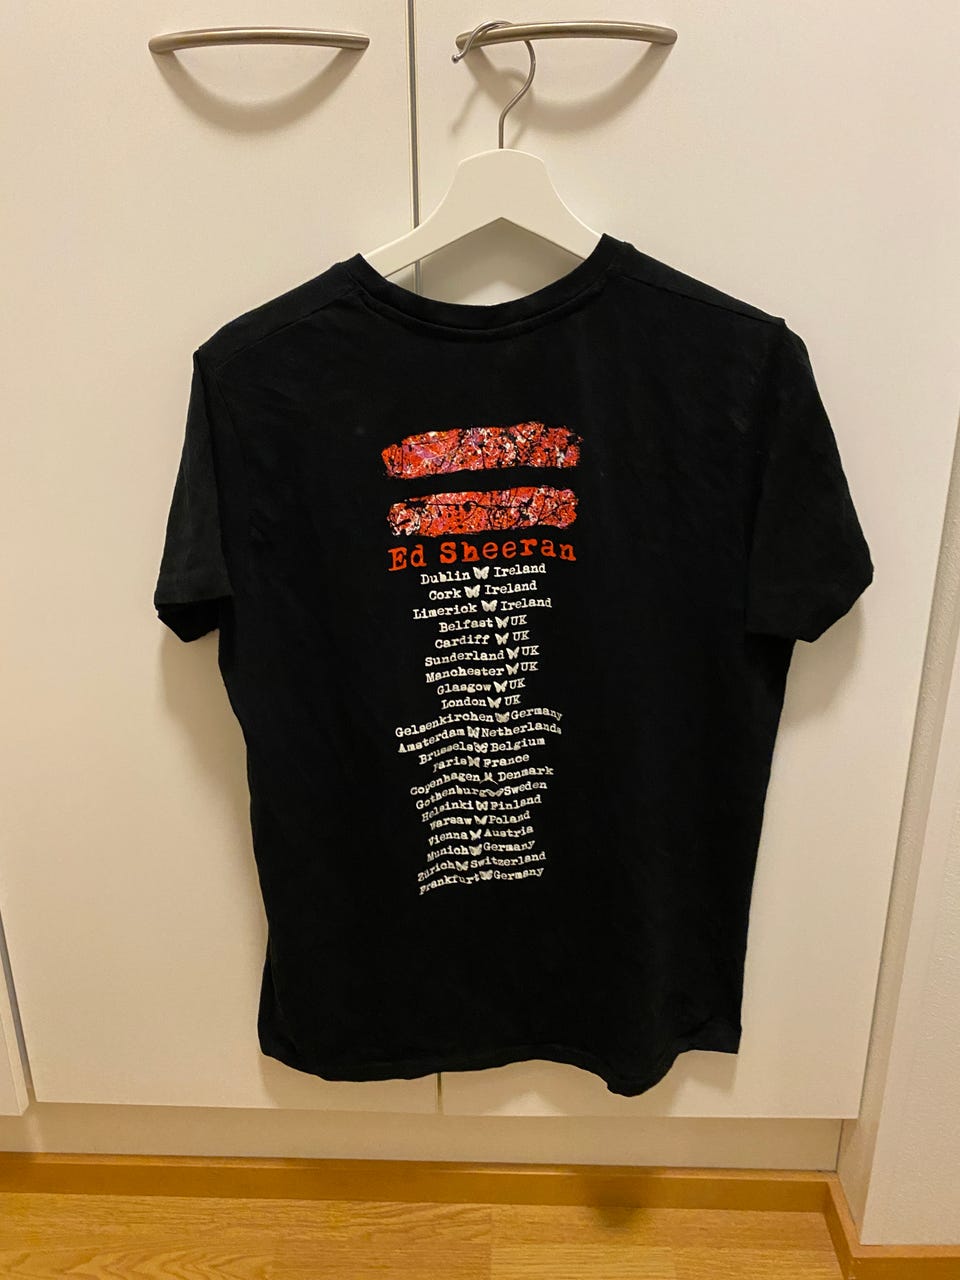 Ed Sheeran
Dublin Ireland
Cork Ireland
Limerick Ireland
Belfast UK
Cardiff UK
Sunderland UK
Manchester UK
Glasgow UK
London UK
Gelsenkirchen Germany
Amsterdam Netherlands
Brussels Belgium
Paris France
Copenhagen Denmark
Gothenburg Sweden
Helsinki Finland
Warsaw Poland
Vienna Austria
Munich Germany
Zurich Switzerland
Frankfurt Germany